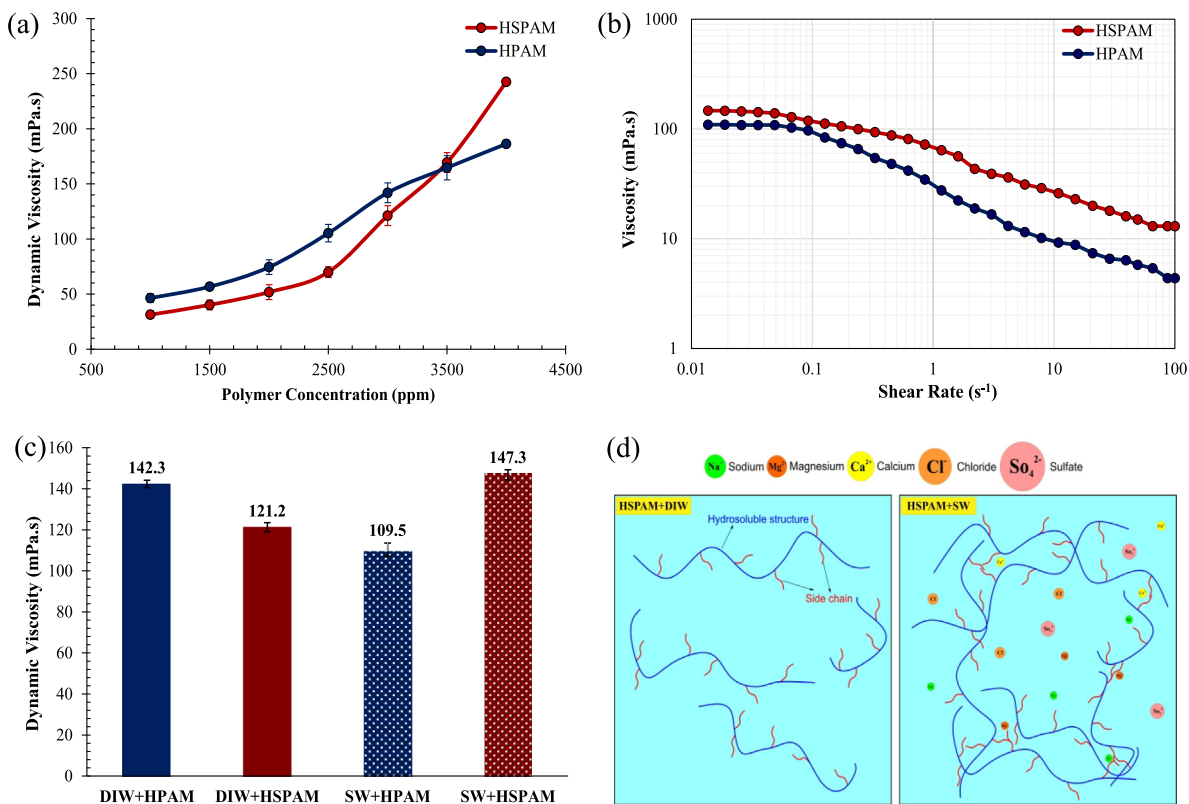 (a)
HSPAM
HPAM
300
250
200
150
100
50
0
500
1500
2500
3500
4500
Dynamic Viscosity (mPa.s)
Polymer Concentration (ppm)
(b)
HSPAM
HPAM
1000
100
10
1
0.01
0.1
1
10
100
Viscosity (mPa.s)
Shear Rate (s⁻¹)
(c)
160
140
120
100
80
60
40
20
0
142.3
121.2
109.5
147.3
Dynamic Viscosity (mPa.s)
DIW+HPAM
DIW+HSPAM
SW+HPAM
SW+HSPAM
(d)
Na⁺ Sodium
Mg²⁺ Magnesium
Ca²⁺ Calcium
Cl⁻ Chloride
So₄²⁻ Sulfate
HSPAM+DIW
Hydrosoluble structure
Side chain
HSPAM+SW